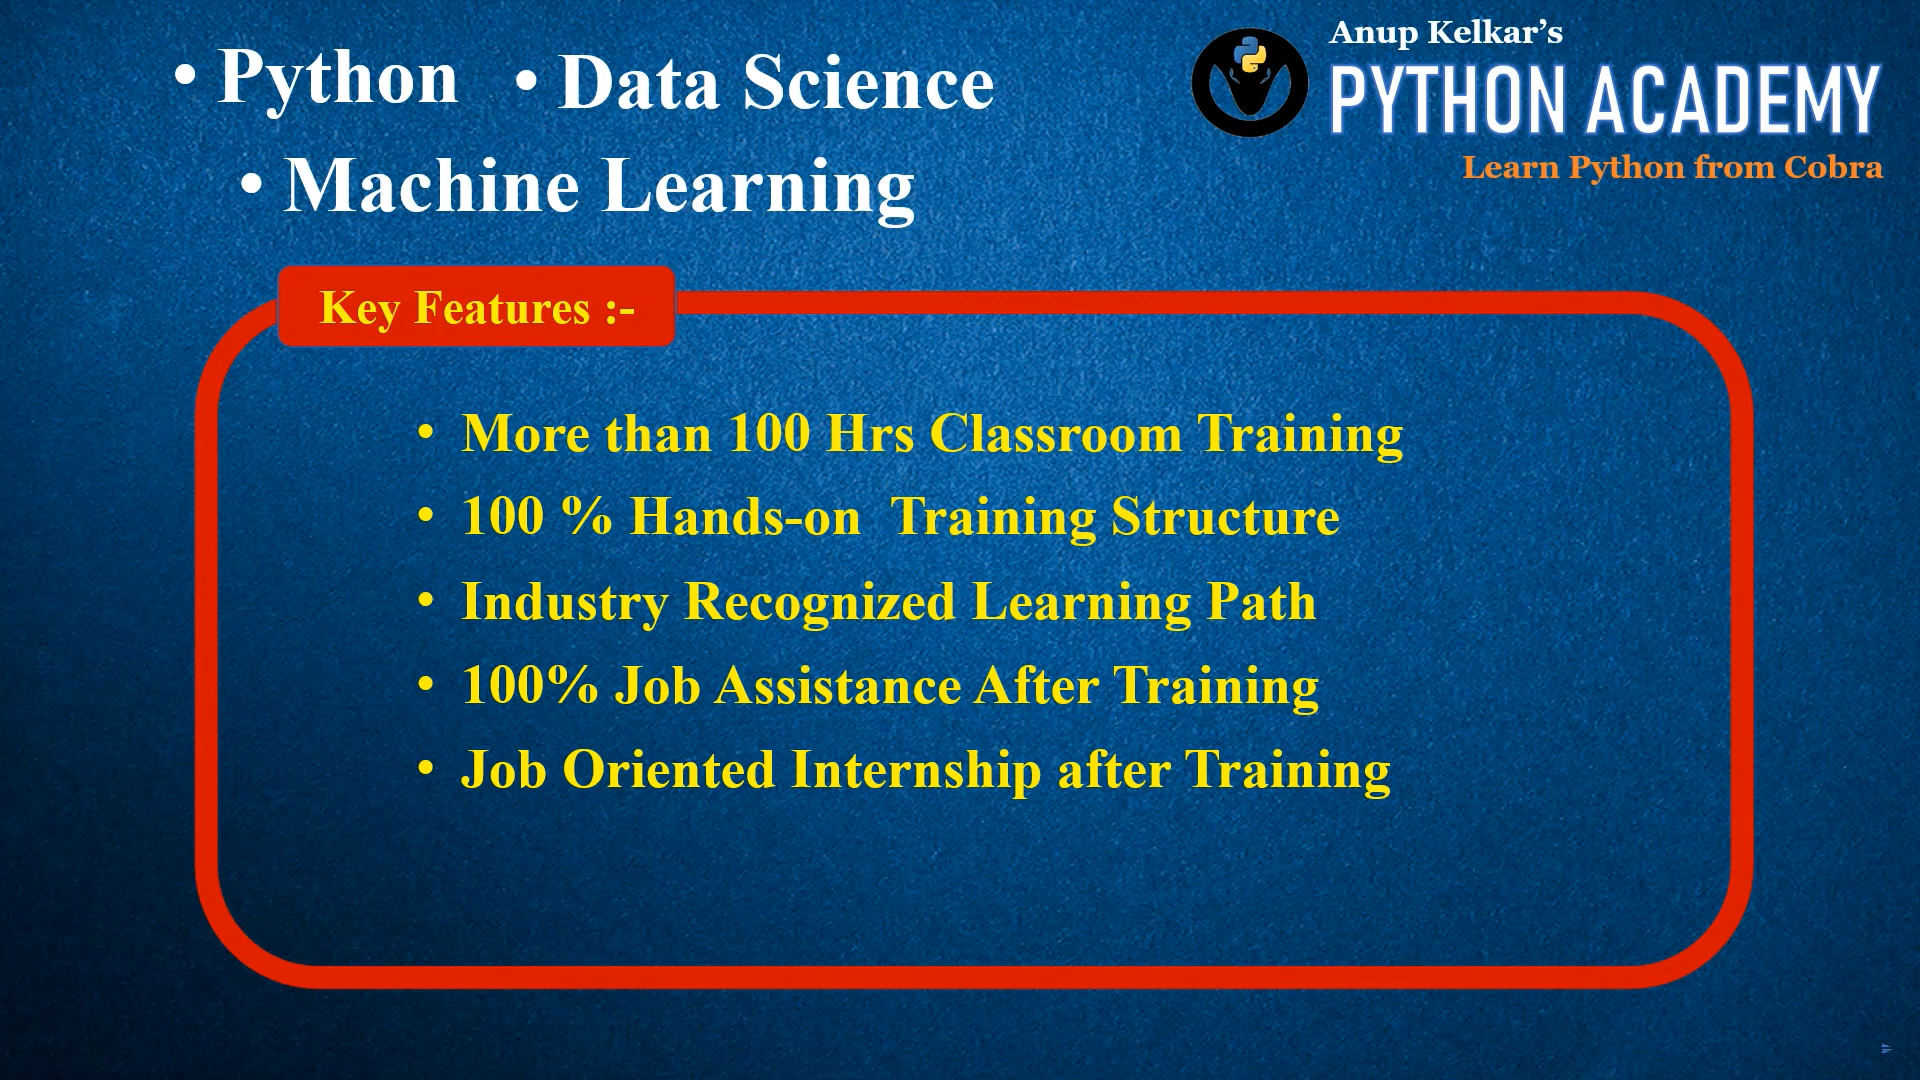 • Python • Data Science
• Machine Learning
Anup Kelkar’s
PYTHON ACADEMY
Learn Python from Cobra
Key Features :-
• More than 100 Hrs Classroom Training
• 100 % Hands-on  Training Structure
• Industry Recognized Learning Path
• 100% Job Assistance After Training
• Job Oriented Internship after Training